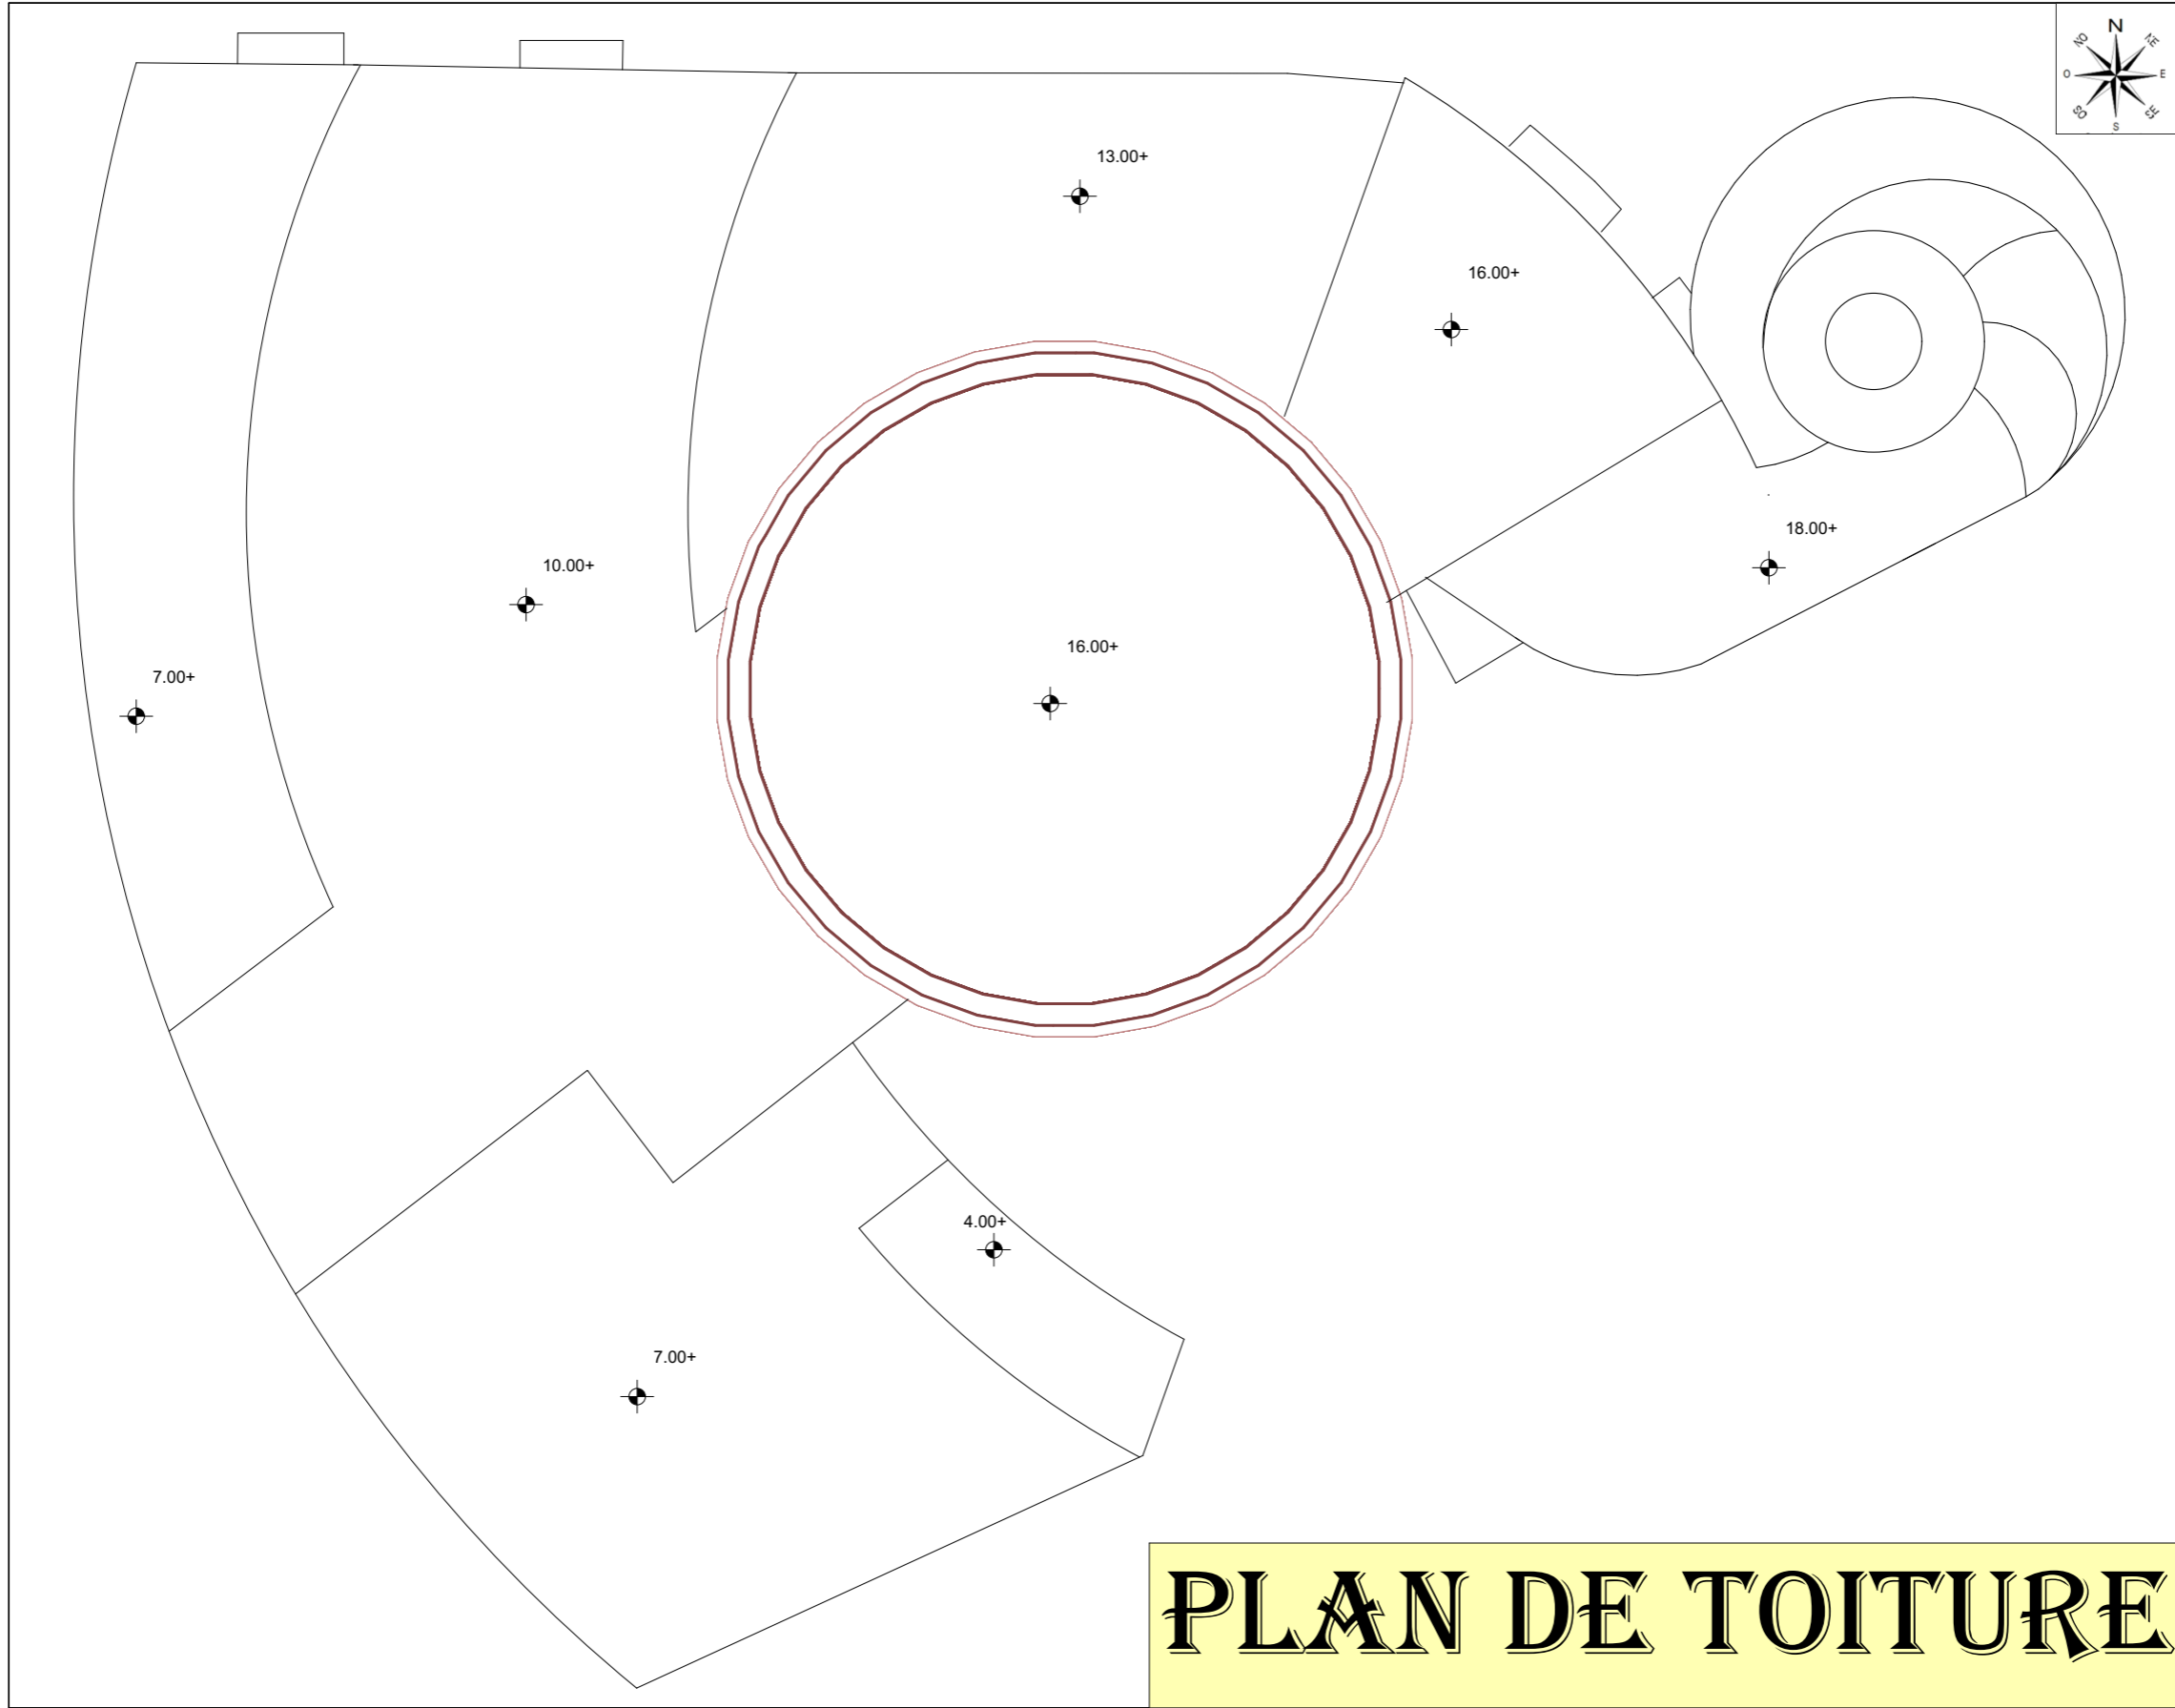 N
NO NE
O E
SO SE
S
13.00+
16.00+
18.00+
10.00+
16.00+
7.00+
4.00+
7.00+
PLAN DE TOITURE